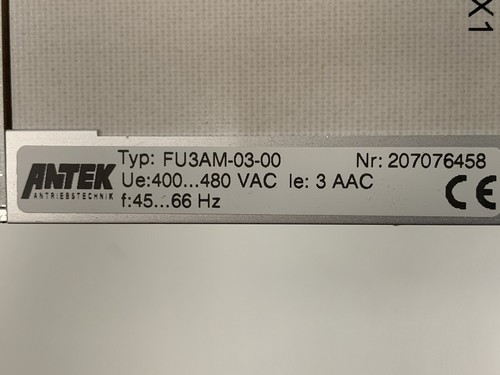 X1
ANTEK
ANTRIEBSTECHNIK
Typ: FU3AM-03-00 Nr: 207076458
Ue:400...480 VAC Ie: 3 AAC
f:45...66 Hz
CE